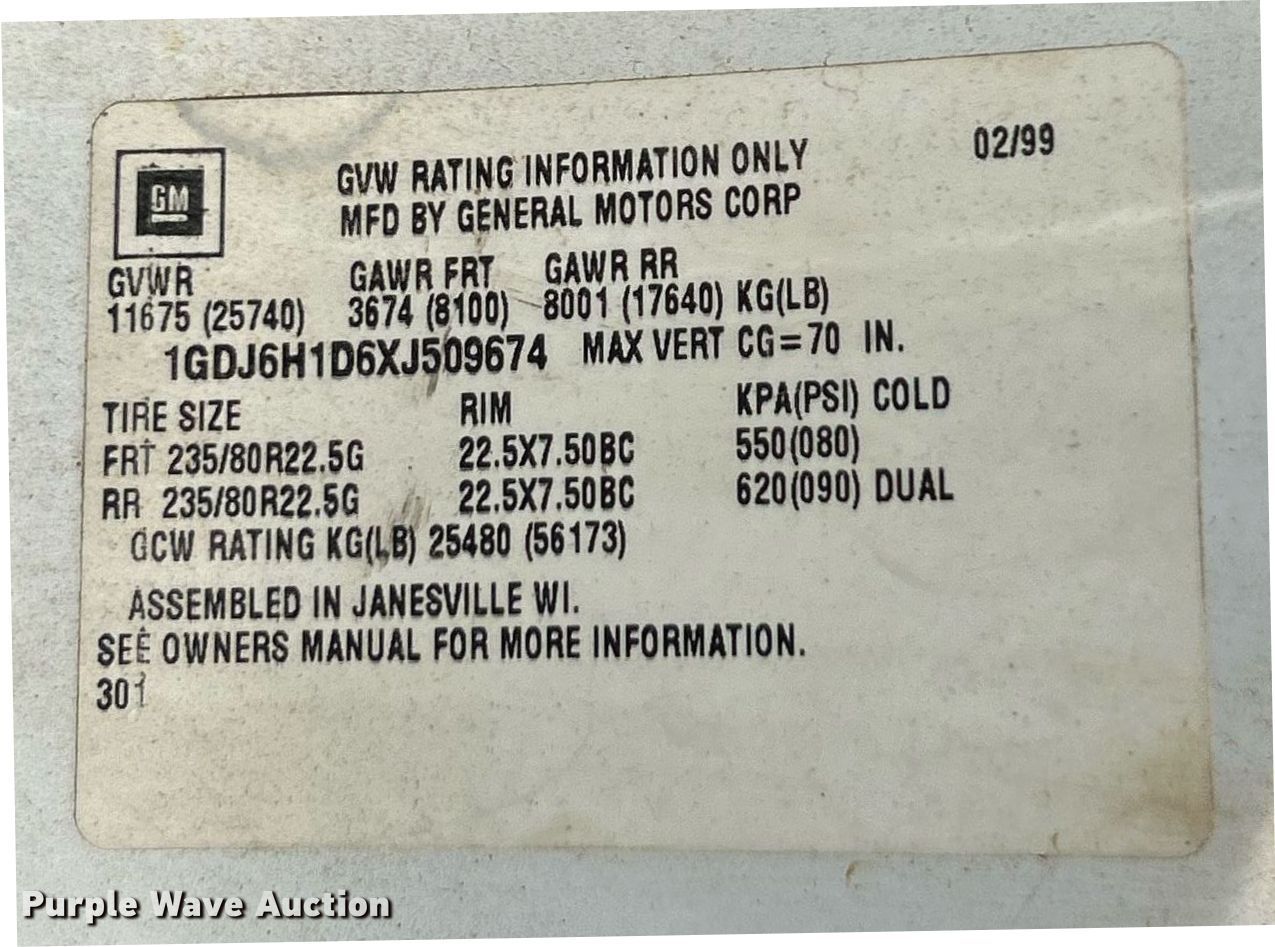 GM
GVW RATING INFORMATION ONLY
02/99
MFD BY GENERAL MOTORS CORP
GVWR GAWR FRT GAWR RR
11675 (25740) 3674 (8100) 8001 (17640) KG(LB)
1GDJ6H1D6XJ509674 MAX VERT CG=70 IN.
TIRE SIZE RIM KPA(PSI) COLD
FRT 235/80R22.5G 22.5X7.50BC 550(080)
RR 235/80R22.5G 22.5X7.50BC 620(090) DUAL
GCW RATING KG(LB) 25480 (56173)
ASSEMBLED IN JANESVILLE WI.
SEE OWNERS MANUAL FOR MORE INFORMATION.
301
Purple Wave Auction